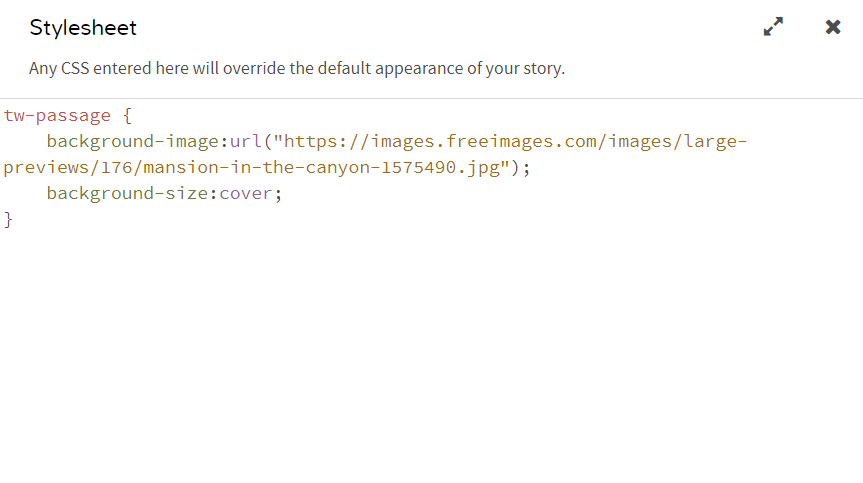 Stylesheet
Any CSS entered here will override the default appearance of your story.
tw-passage {
    background-image:url("https://images.freeimages.com/images/large-
previews/176/mansion-in-the-canyon-1575490.jpg");
    background-size:cover;
}